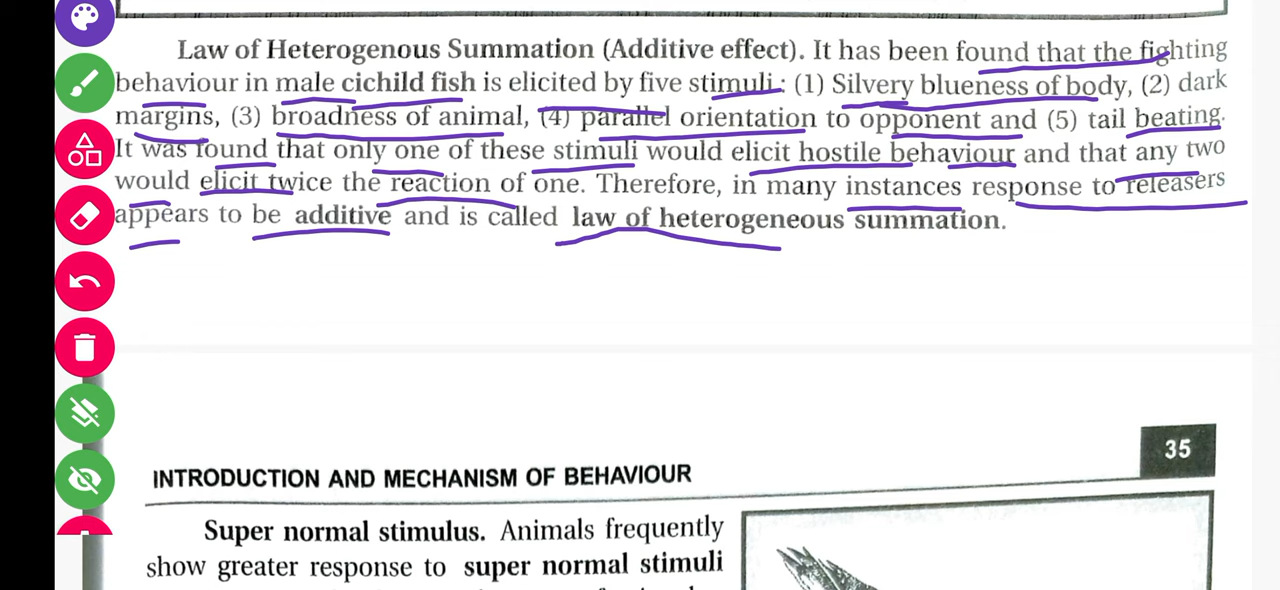 Law of Heterogenous Summation (Additive effect). It has been found that the fighting
behaviour in male cichild fish is elicited by five stimuli : (1) Silvery blueness of body, (2) dark
margins, (3) broadness of animal, (4) parallel orientation to opponent and (5) tail beating.
It was found that only one of these stimuli would elicit hostile behaviour and that any two
would elicit twice the reaction of one. Therefore, in many instances response to releasers
appears to be additive and is called law of heterogeneous summation.
35
INTRODUCTION AND MECHANISM OF BEHAVIOUR
Super normal stimulus. Animals frequently
show greater response to super normal stimuli